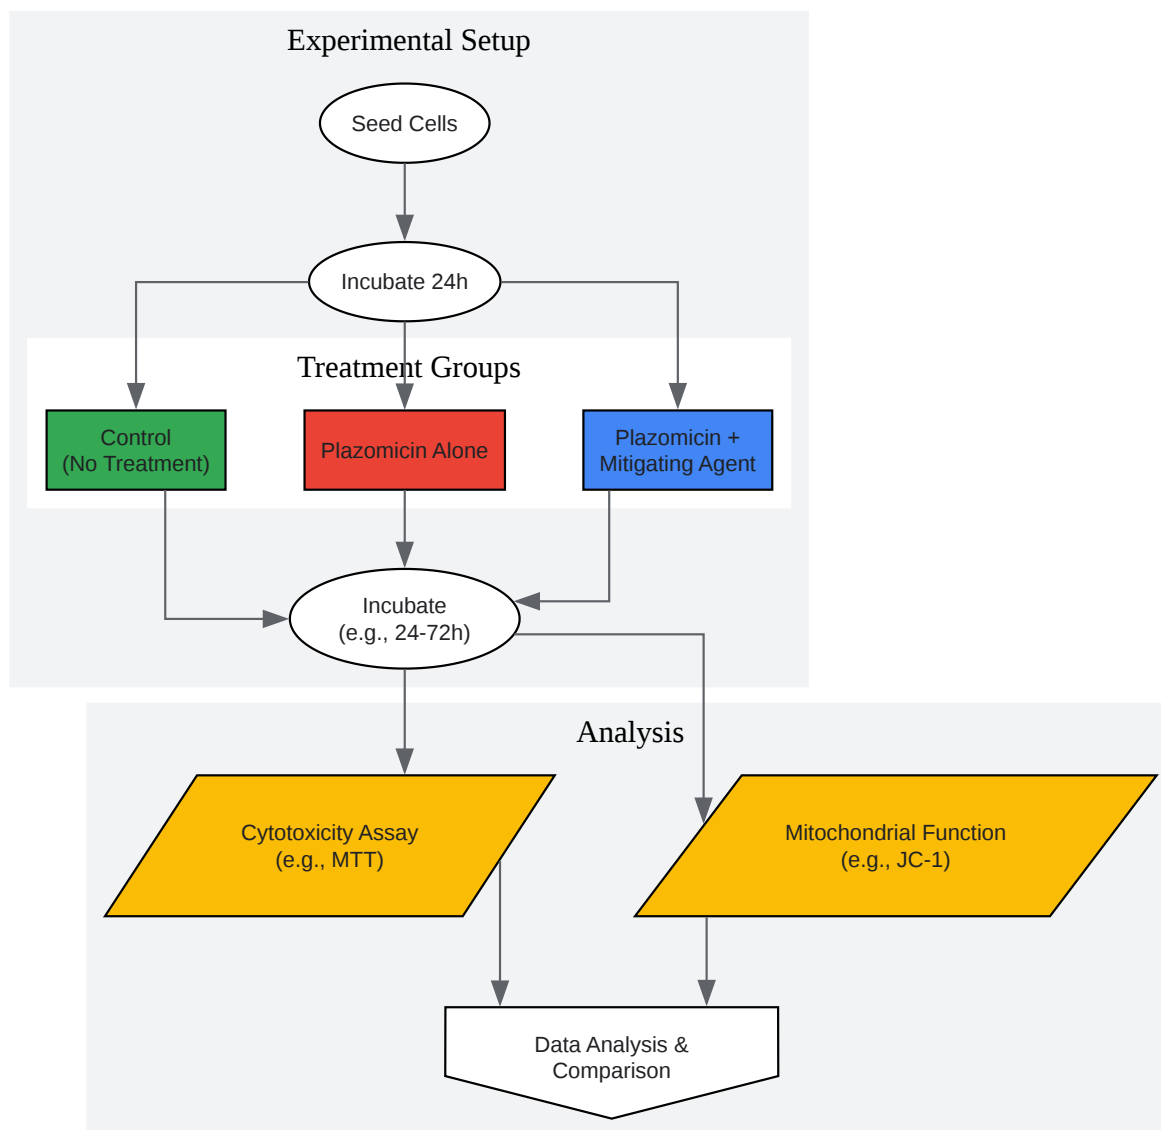 Experimental Setup
Seed Cells
Incubate 24h
Treatment Groups
Control
(No Treatment)
Plazomicin Alone
Plazomicin +
Mitigating Agent
Incubate
(e.g., 24-72h)
Analysis
Cytotoxicity Assay
(e.g., MTT)
Mitochondrial Function
(e.g., JC-1)
Data Analysis &
Comparison